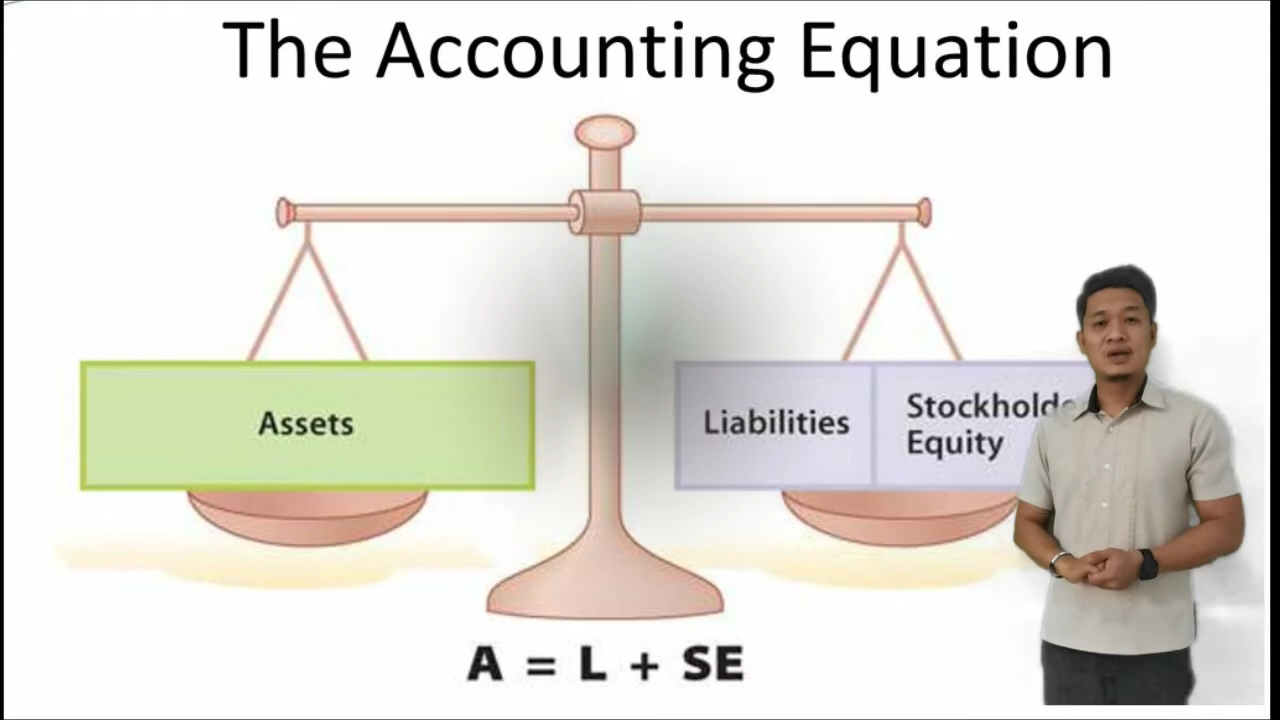 The Accounting Equation
Assets
Liabilities
Equity
A = L + SE